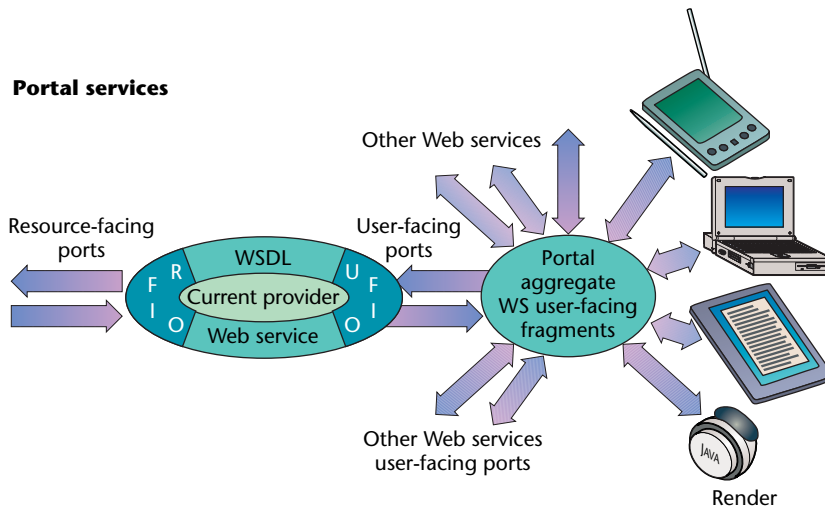 Portal services
Other Web services
Resource-facing
ports
User-facing
ports
WSDL
R
F
I
O
Current provider
U
F
I
O
Web service
Portal
aggregate
WS user-facing
fragments
Other Web services
user-facing ports
JAVA
Render